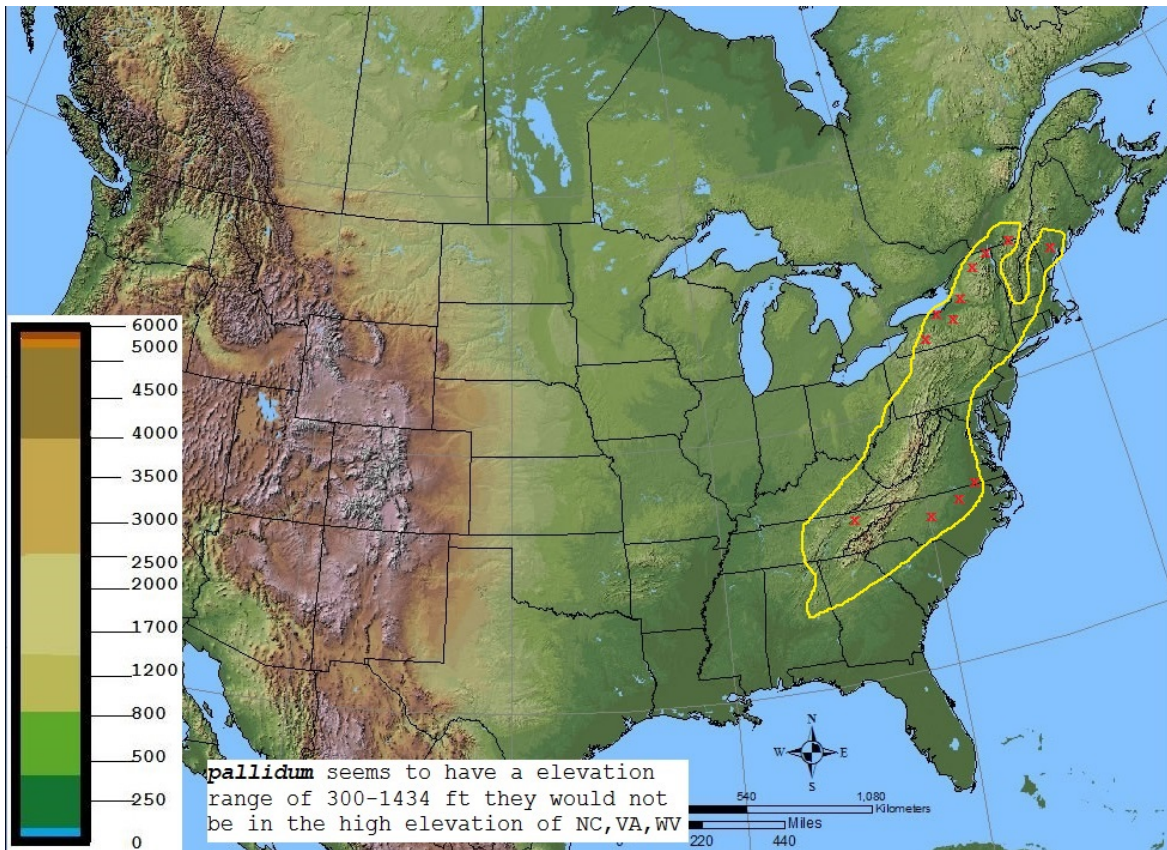 6000
5000
4500
4000
3500
3000
2500
2000
1700
1200
800
500
250
0
pallidum seems to have a elevation
range of 300-1434 ft they would not
be in the high elevation of NC,VA,WV
N
W E
S
540 1,080
Kilometers
Miles
0 220 440
x
x
x
x
x
x
x
x
x
x
x
x
x